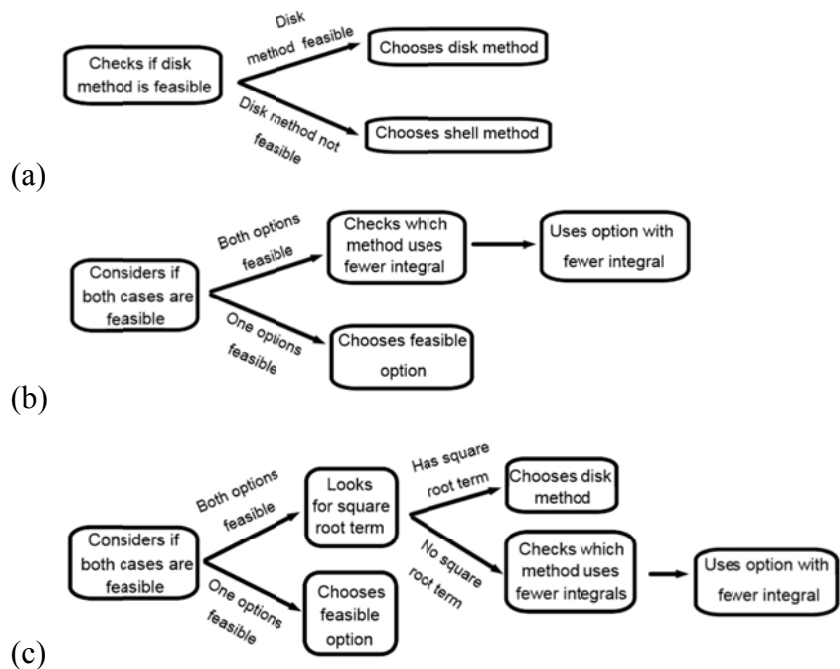 Checks if disk
method is feasible
Disk
method feasible
Chooses disk method
Disk method not
feasible
Chooses shell method
(a)
Considers if
both cases are
feasible
Both options
feasible
Checks which
method uses
fewer integral
Uses option with
fewer integral
One options
feasible
Chooses feasible
option
(b)
Considers if
both cases are
feasible
Both options
feasible
Looks
for square
root term
Has square
root term
Chooses disk
method
No square
root term
Checks which
method uses
fewer integrals
Uses option with
fewer integral
One options
feasible
Chooses
feasible
option
(c)